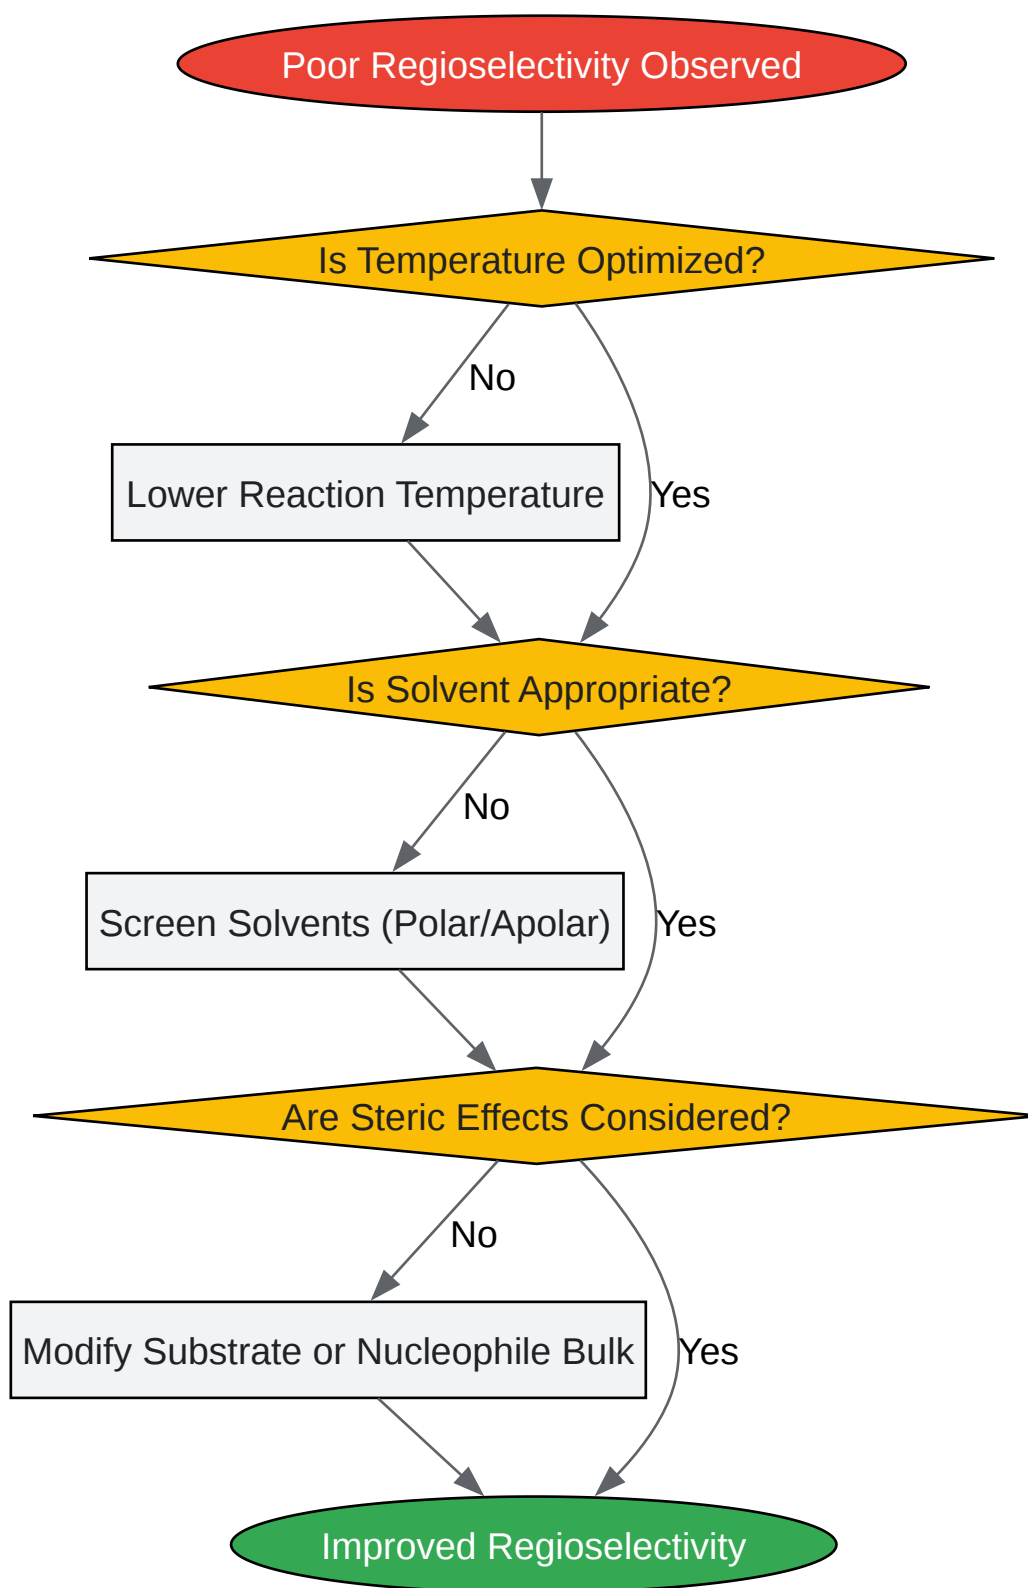 Poor Regioselectivity Observed
Is Temperature Optimized?
No
Lower Reaction Temperature
Yes
Is Solvent Appropriate?
No
Screen Solvents (Polar/Apolar)
Yes
Are Steric Effects Considered?
No
Modify Substrate or Nucleophile Bulk
Yes
Improved Regioselectivity